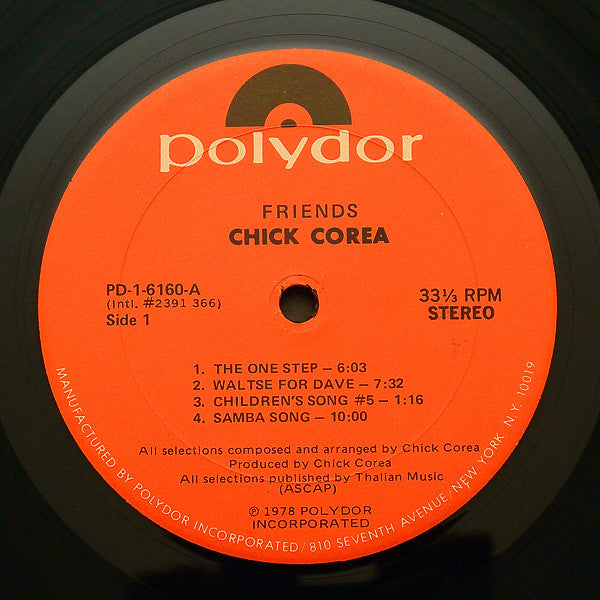 polydor
FRIENDS
CHICK COREA
PD-1-6160-A
(Intl. #2391 366)
Side 1
33⅓ RPM
STEREO
1. THE ONE STEP – 6:03
2. WALTSE FOR DAVE – 7:32
3. CHILDREN'S SONG #5 – 1:16
4. SAMBA SONG – 10:00
All selections composed and arranged by Chick Corea
Produced by Chick Corea
All selections published by Thalian Music
(ASCAP)
℗ 1978 POLYDOR
INCORPORATED
MANUFACTURED BY POLYDOR INCORPORATED/810 SEVENTH AVENUE/NEW YORK, N.Y. 10019